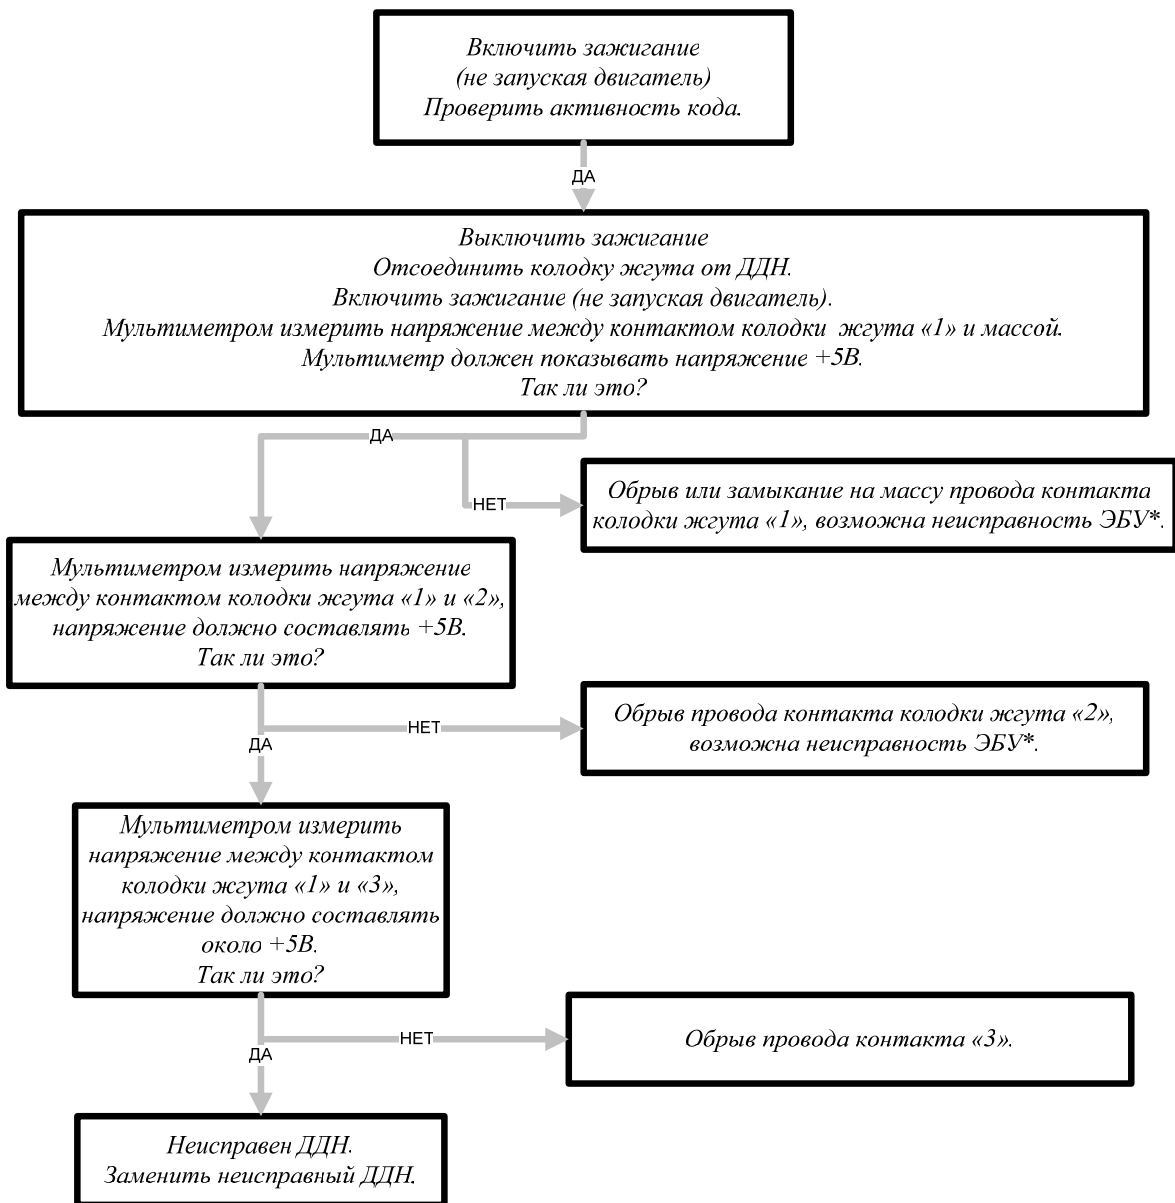 Включить зажигание
(не запуская двигатель)
Проверить активность кода.
ДА
Выключить зажигание
Отсоединить колодку жгута от ДДН.
Включить зажигание (не запуская двигатель).
Мультиметром измерить напряжение между контактом колодки жгута «1» и массой.
Мультиметр должен показывать напряжение +5В.
Так ли это?
ДА
НЕТ
Обрыв или замыкание на массу провода контакта
колодки жгута «1», возможна неисправность ЭБУ*.
Мультиметром измерить напряжение
между контактом колодки жгута «1» и «2»,
напряжение должно составлять +5В.
Так ли это?
НЕТ
Обрыв провода контакта колодки жгута «2»,
возможна неисправность ЭБУ*.
ДА
Мультиметром измерить
напряжение между контактом
колодки жгута «1» и «3»,
напряжение должно составлять
около +5В.
Так ли это?
НЕТ
Обрыв провода контакта «3».
ДА
Неисправен ДДН.
Заменить неисправный ДДН.